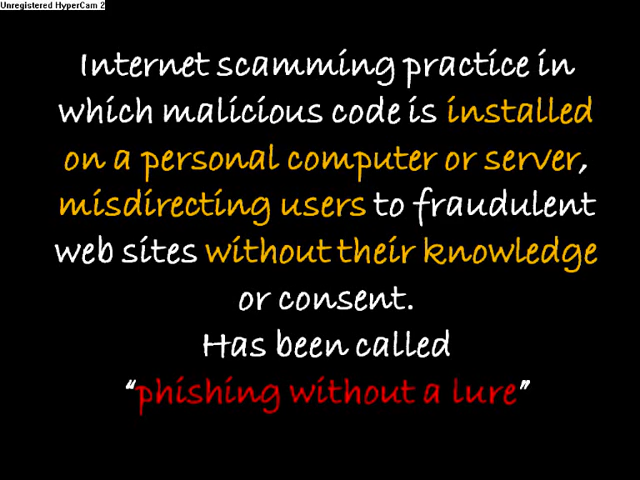 Unregistered HyperCam 2
Internet scamming practice in
which malicious code is installed
on a personal computer or server,
misdirecting users to fraudulent
web sites without their knowledge
or consent.
Has been called
“phishing without a lure”